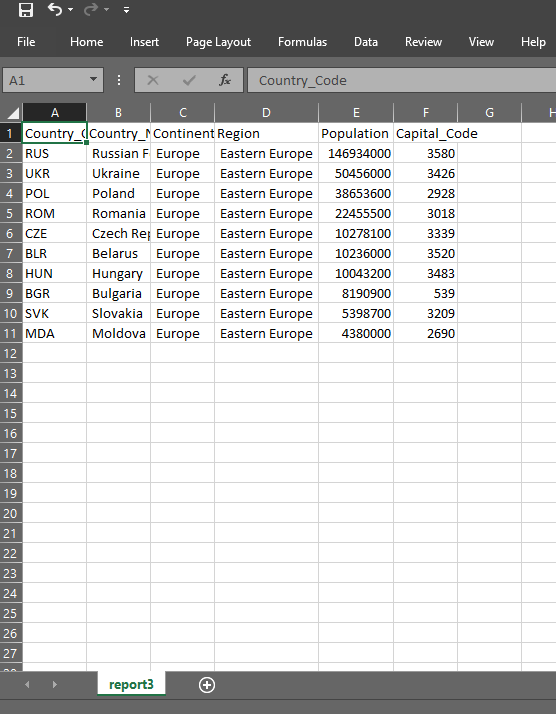 File Home Insert Page Layout Formulas Data Review View Help
A1 fx Country_Code
A B C D E F G H
1 Country_C Country_N Continent Region Population Capital_Code
2 RUS Russian F Europe Eastern Europe 146934000 3580
3 UKR Ukraine Europe Eastern Europe 50456000 3426
4 POL Poland Europe Eastern Europe 38653600 2928
5 ROM Romania Europe Eastern Europe 22455500 3018
6 CZE Czech Rep Europe Eastern Europe 10278100 3339
7 BLR Belarus Europe Eastern Europe 10236000 3520
8 HUN Hungary Europe Eastern Europe 10043200 3483
9 BGR Bulgaria Europe Eastern Europe 8190900 539
10 SVK Slovakia Europe Eastern Europe 5398700 3209
11 MDA Moldova Europe Eastern Europe 4380000 2690
12
13
14
15
16
17
18
19
20
21
22
23
24
25
26
27
report3